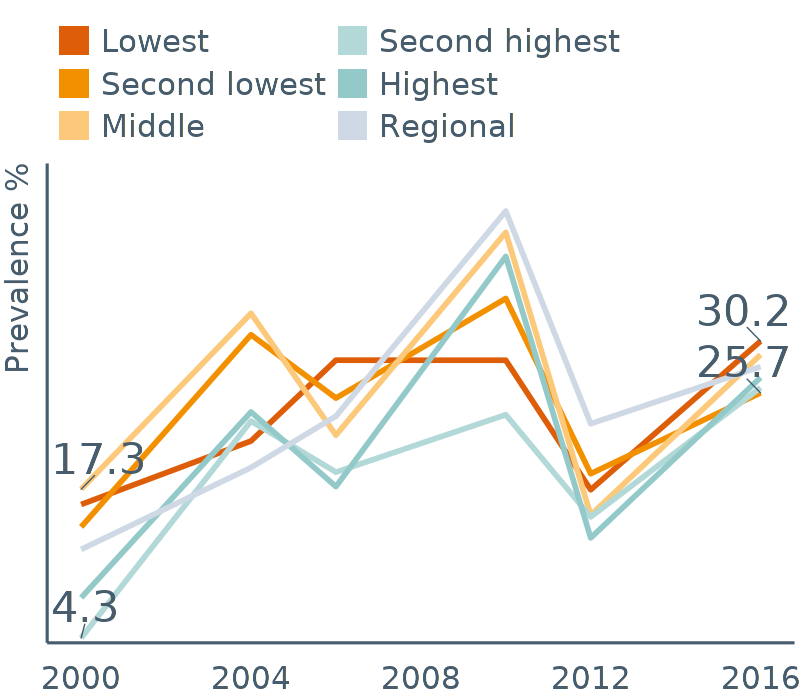 Lowest
Second lowest
Middle
Second highest
Highest
Regional
Prevalence %
30.2
25.7
17.3
4.3
2000 2004 2008 2012 2016